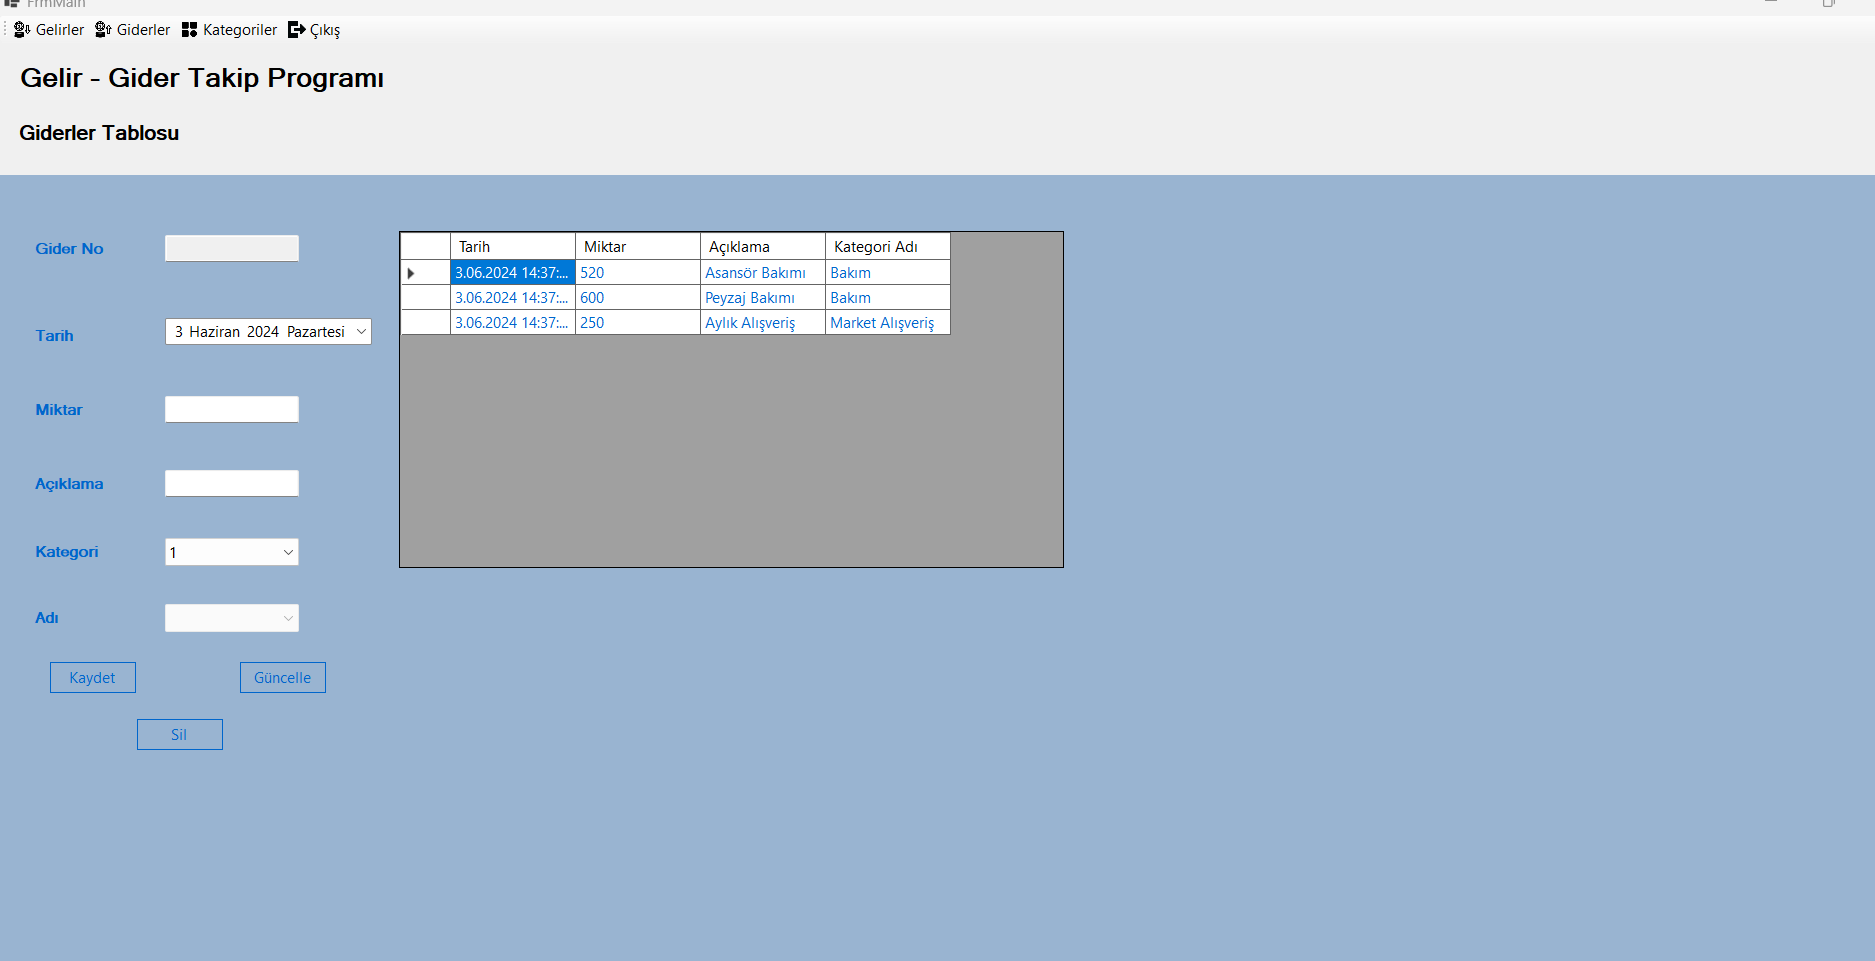 FrmMain
Gelirler Giderler Kategoriler Çıkış
Gelir - Gider Takip Programı
Giderler Tablosu
Gider No
Tarih
3 Haziran 2024 Pazartesi
Miktar
Açıklama
Kategori
1
Adı
Kaydet Güncelle
Sil
Tarih Miktar Açıklama Kategori Adı
3.06.2024 14:37:... 520 Asansör Bakımı Bakım
3.06.2024 14:37:... 600 Peyzaj Bakımı Bakım
3.06.2024 14:37:... 250 Aylık Alışveriş Market Alışveriş